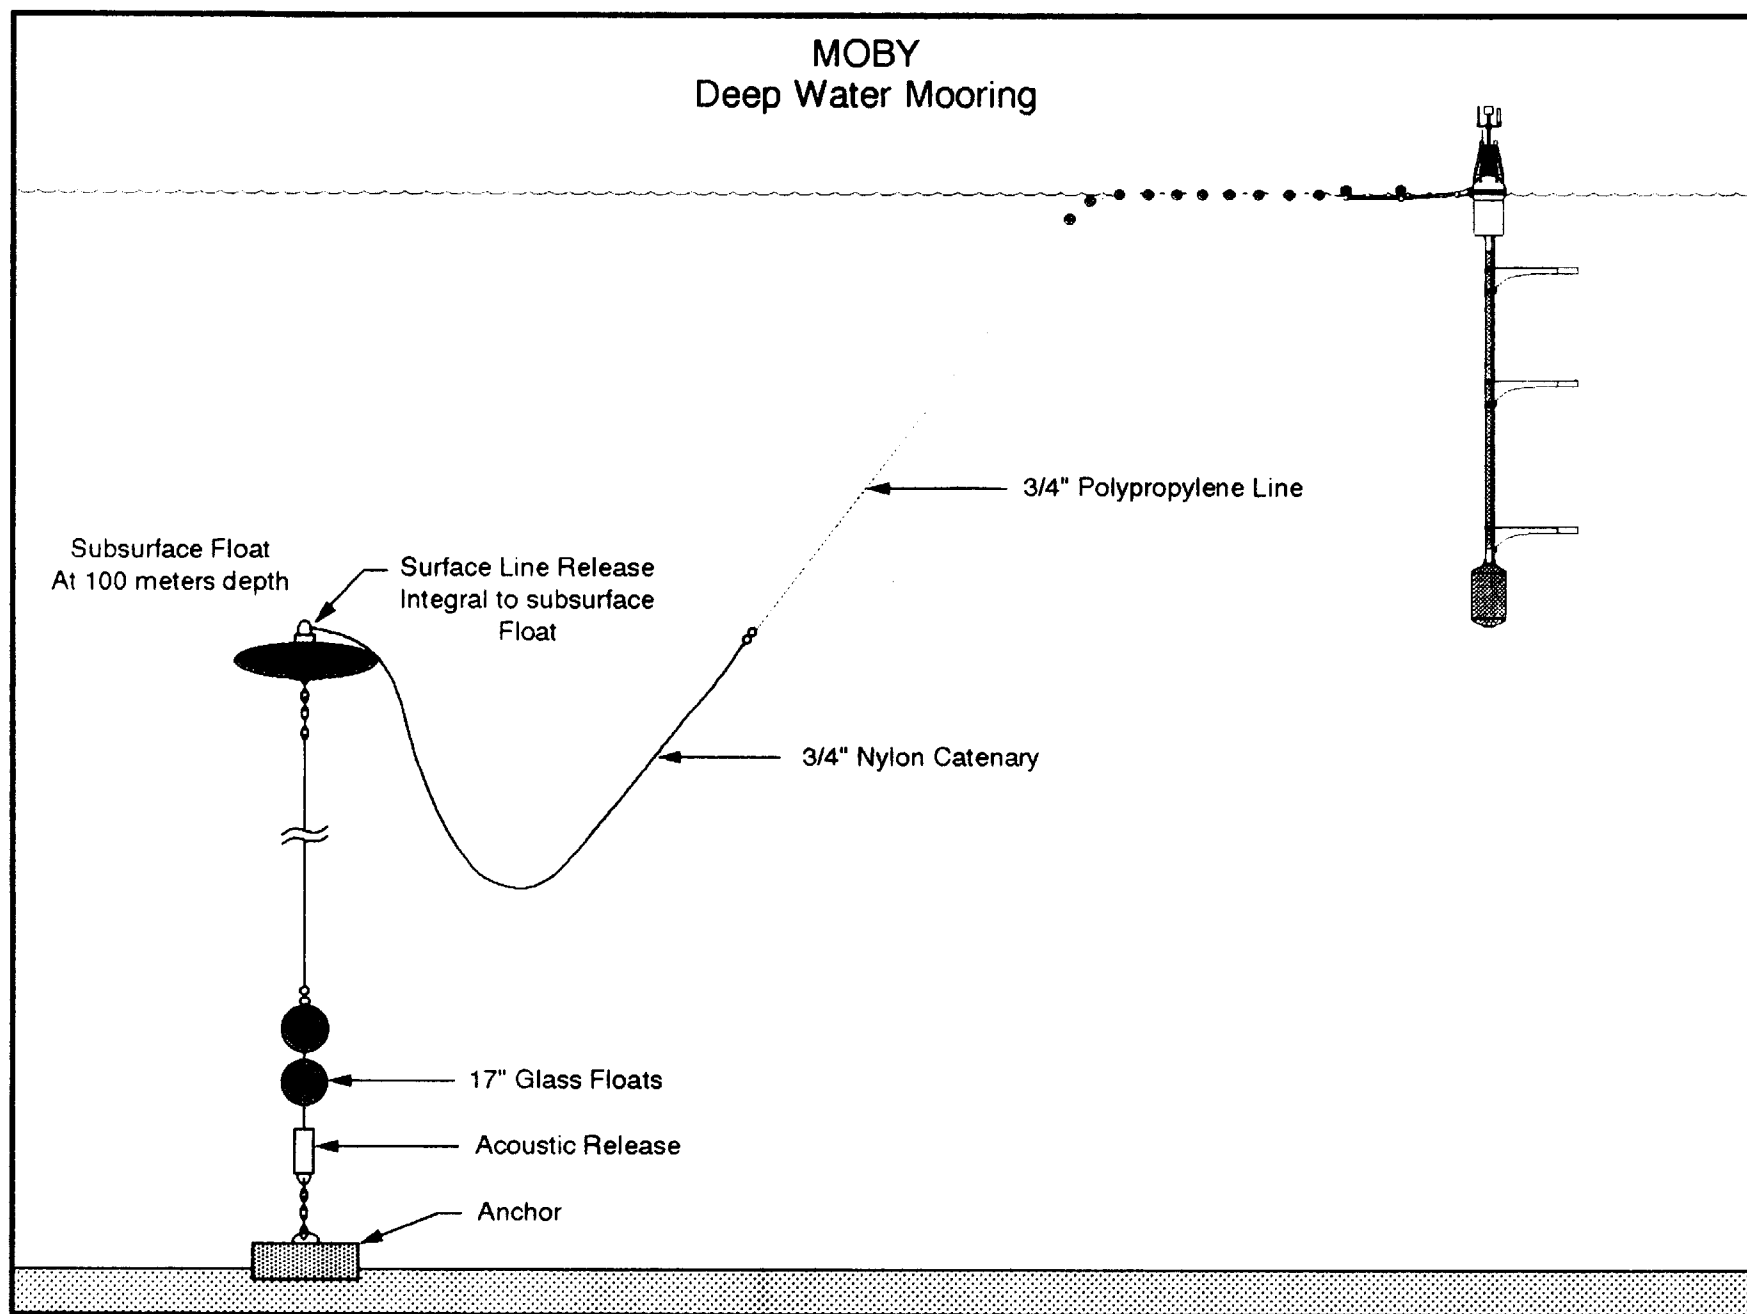 MOBY
Deep Water Mooring
3/4" Polypropylene Line
Subsurface Float
At 100 meters depth
Surface Line Release
Integral to subsurface
Float
3/4" Nylon Catenary
17" Glass Floats
Acoustic Release
Anchor